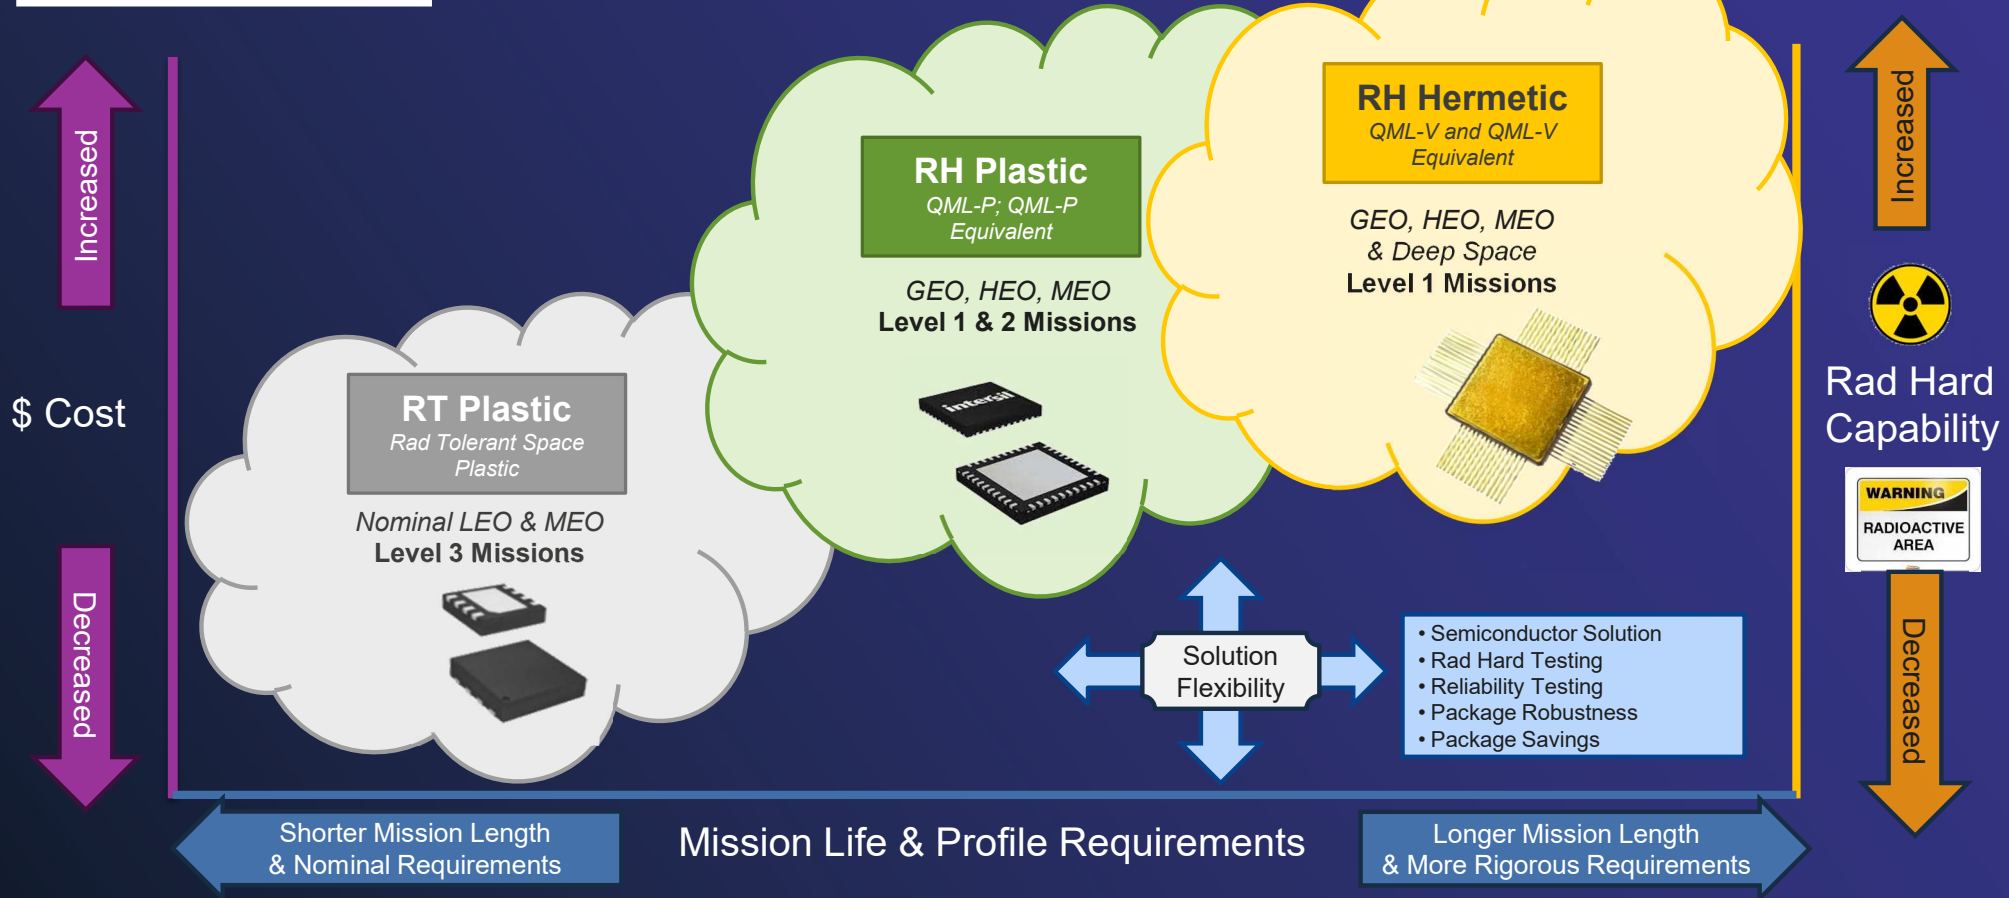 Increased
$ Cost
Decreased
RT Plastic
Rad Tolerant Space
Plastic
Nominal LEO & MEO
Level 3 Missions
RH Plastic
QML-P; QML-P
Equivalent
GEO, HEO, MEO
Level 1 & 2 Missions
intersil
RH Hermetic
QML-V and QML-V
Equivalent
GEO, HEO, MEO
& Deep Space
Level 1 Missions
Increased
Rad Hard
Capability
WARNING
RADIOACTIVE
AREA
Decreased
Solution
Flexibility
• Semiconductor Solution
• Rad Hard Testing
• Reliability Testing
• Package Robustness
• Package Savings
Shorter Mission Length
& Nominal Requirements
Mission Life & Profile Requirements
Longer Mission Length
& More Rigorous Requirements